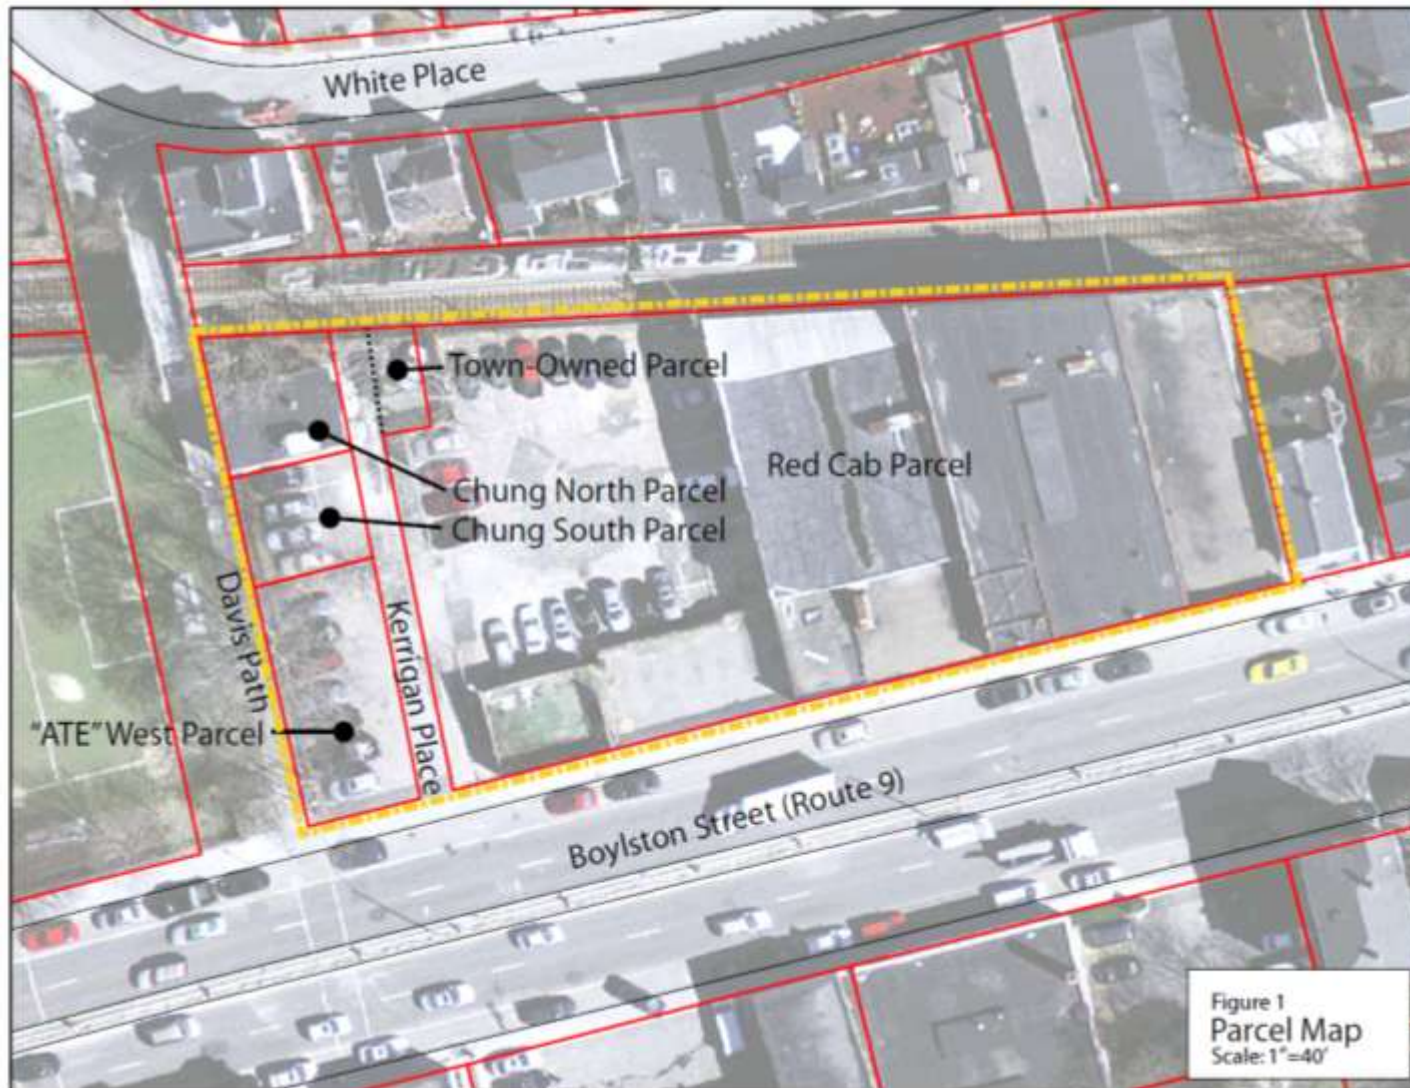 White Place
Town-Owned Parcel
Red Cab Parcel
Chung North Parcel
Chung South Parcel
Davis Path
Kerrigan Place
"ATE" West Parcel
Boylston Street (Route 9)
Figure 1
Parcel Map
Scale: 1"=40'